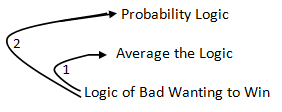 Probability Logic
2
Average the Logic
1
Logic of Bad Wanting to Win